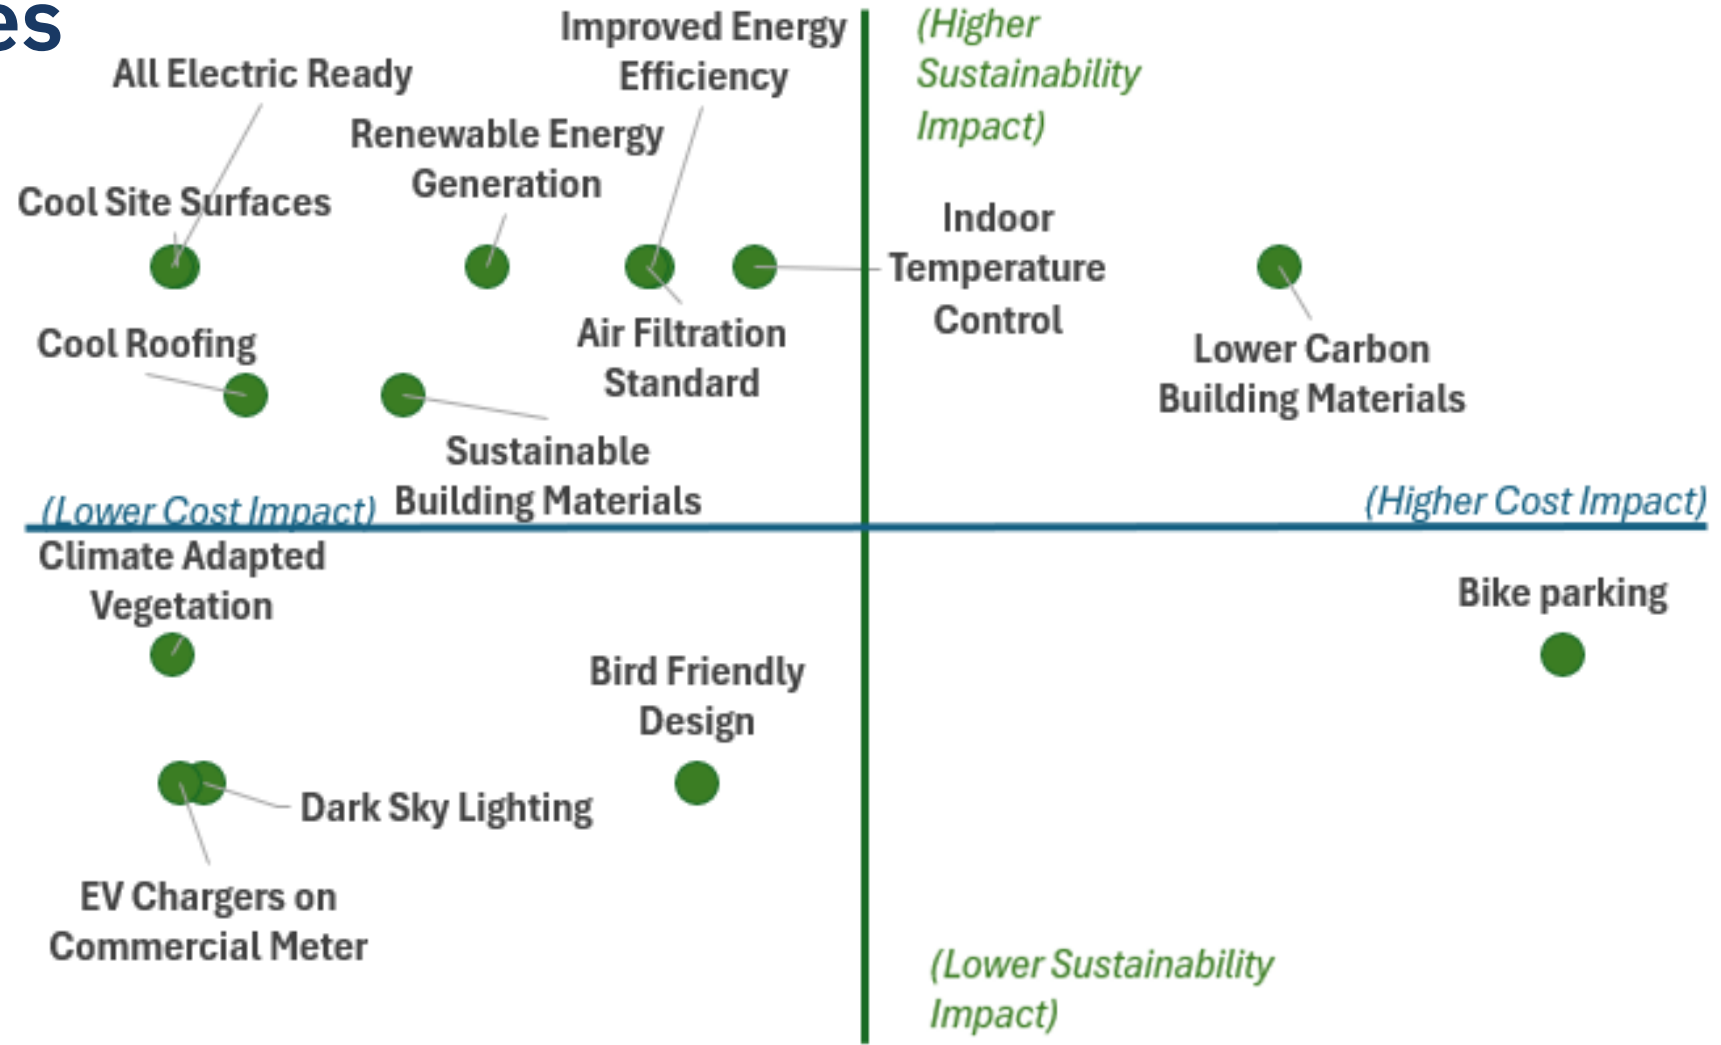 es
Improved Energy
Efficiency
(Higher
Sustainability
Impact)
All Electric Ready
Renewable Energy
Generation
Cool Site Surfaces
Indoor
Temperature
Control
Air Filtration
Standard
Cool Roofing
Lower Carbon
Building Materials
Sustainable
Building Materials
(Lower Cost Impact)
(Higher Cost Impact)
Climate Adapted
Vegetation
Bike parking
Bird Friendly
Design
Dark Sky Lighting
EV Chargers on
Commercial Meter
(Lower Sustainability
Impact)